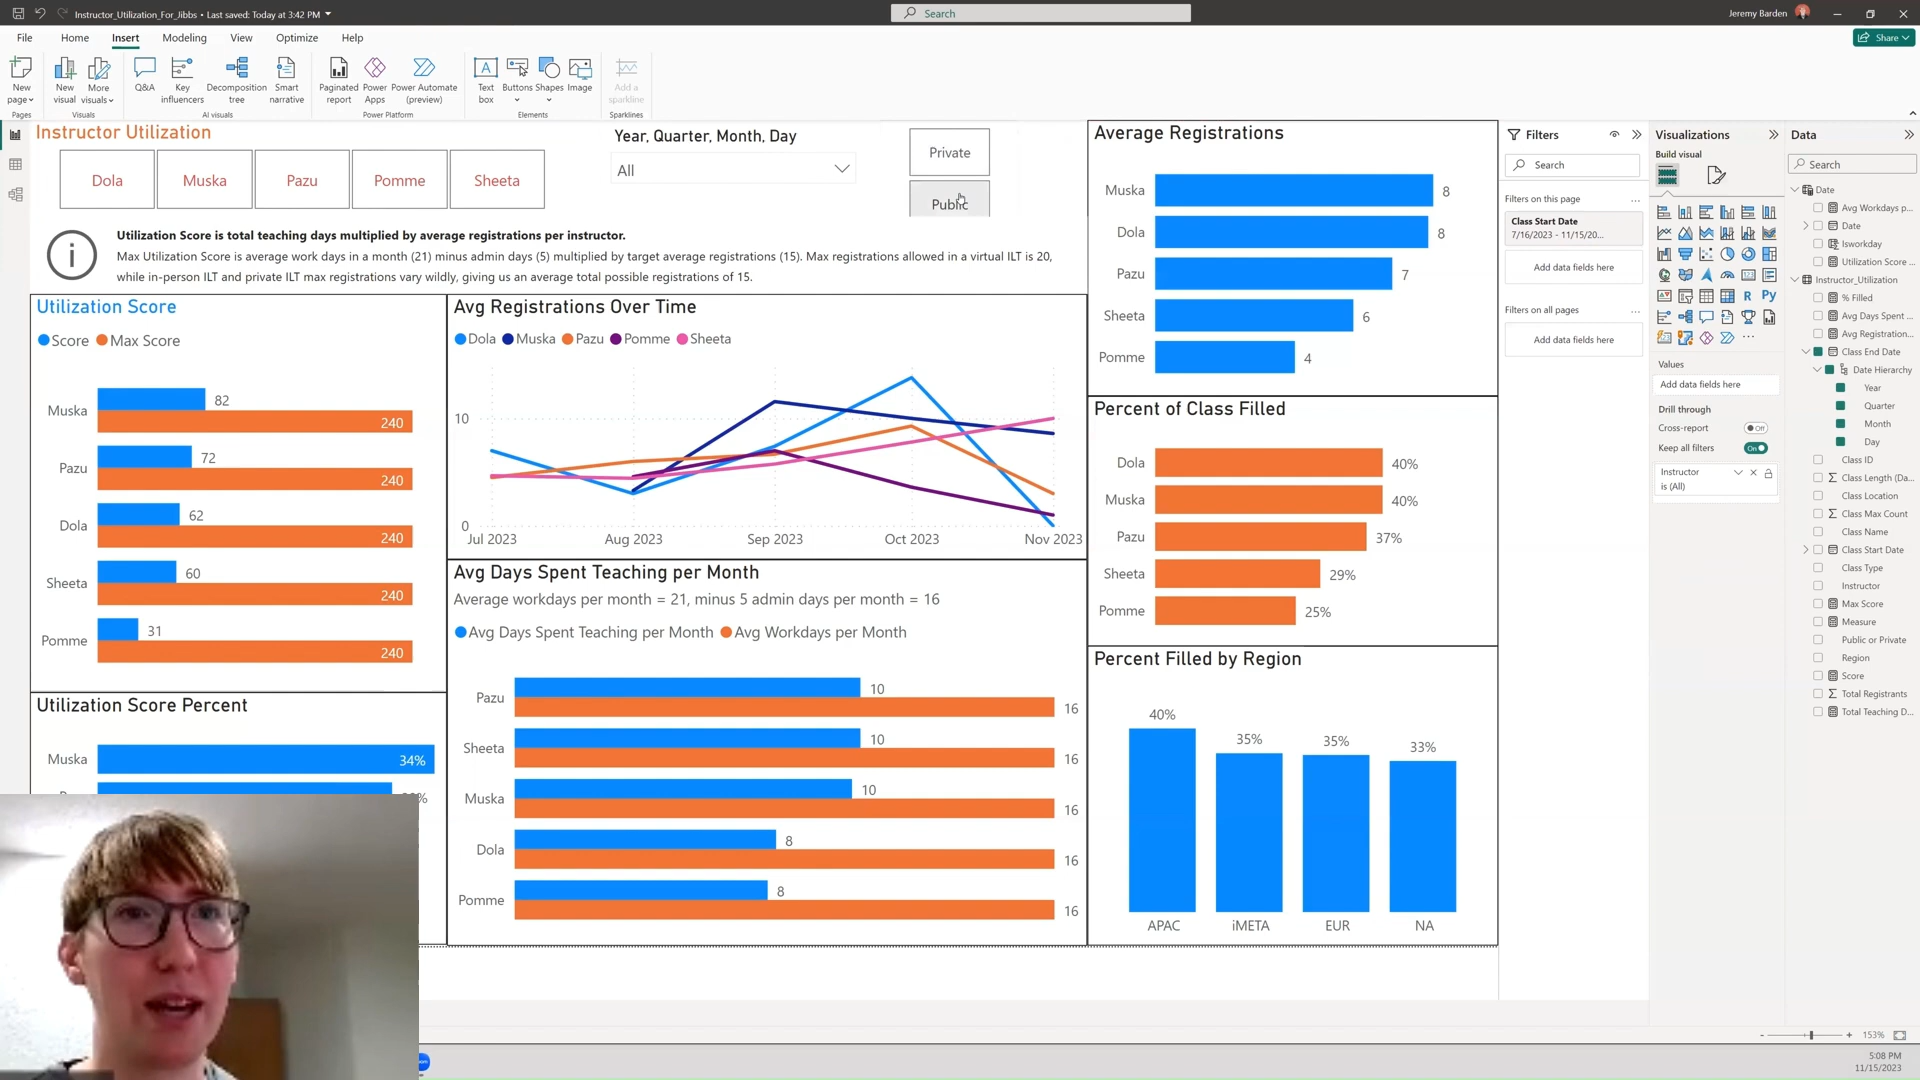 Instructor_Utilization_For_Jibbs • Last saved: Today at 3:42 PM
Search
Jeremy Barden
File Home Insert Modeling View Optimize Help
Share
New page
New visual
More visuals
Q&A
Key influencers
Decomposition tree
Smart narrative
Paginated report
Power Apps
Power Automate (preview)
Text box
Buttons
Shapes
Image
Add a sparkline
Pages
Visuals
AI visuals
Power Platform
Elements
Sparklines
Instructor Utilization
Dola
Muska
Pazu
Pomme
Sheeta
Year, Quarter, Month, Day
All
Private
Public
Utilization Score is total teaching days multiplied by average registrations per instructor.
Max Utilization Score is average work days in a month (21) minus admin days (5) multiplied by target average registrations (15). Max registrations allowed in a virtual ILT is 20,
while in-person ILT and private ILT max registrations vary wildly, giving us an average total possible registrations of 15.
Utilization Score
Score Max Score
Muska 82 240
Pazu 72 240
Dola 62 240
Sheeta 60 240
Pomme 31 240
Utilization Score Percent
Muska 34%
Avg Registrations Over Time
Dola Muska Pazu Pomme Sheeta
10
0
Jul 2023 Aug 2023 Sep 2023 Oct 2023 Nov 2023
Avg Days Spent Teaching per Month
Average workdays per month = 21, minus 5 admin days per month = 16
Avg Days Spent Teaching per Month Avg Workdays per Month
Pazu 10 16
Sheeta 10 16
Muska 10 16
Dola 8 16
Pomme 8 16
Average Registrations
Muska 8
Dola 8
Pazu 7
Sheeta 6
Pomme 4
Percent of Class Filled
Dola 40%
Muska 40%
Pazu 37%
Sheeta 29%
Pomme 25%
Percent Filled by Region
40% 35% 35% 33%
APAC iMETA EUR NA
Filters
Search
Filters on this page
Class Start Date
7/16/2023 - 11/15/20...
Add data fields here
Filters on all pages
Add data fields here
Visualizations
Build visual
R
Py
123
Values
Add data fields here
Drill through
Cross-report
Off
Keep all filters
On
Instructor
is (All)
Data
Search
Date
Avg Workdays p...
Date
Isworkday
Utilization Score ...
Instructor_Utilization
% Filled
Avg Days Spent ...
Avg Registration...
Class End Date
Date Hierarchy
Year
Quarter
Month
Day
Class ID
Class Length (Da...
Class Location
Class Max Count
Class Name
Class Start Date
Class Type
Instructor
Max Score
Measure
Public or Private
Region
Score
Total Registrants
Total Teaching D...
153%
5:08 PM
11/15/2023